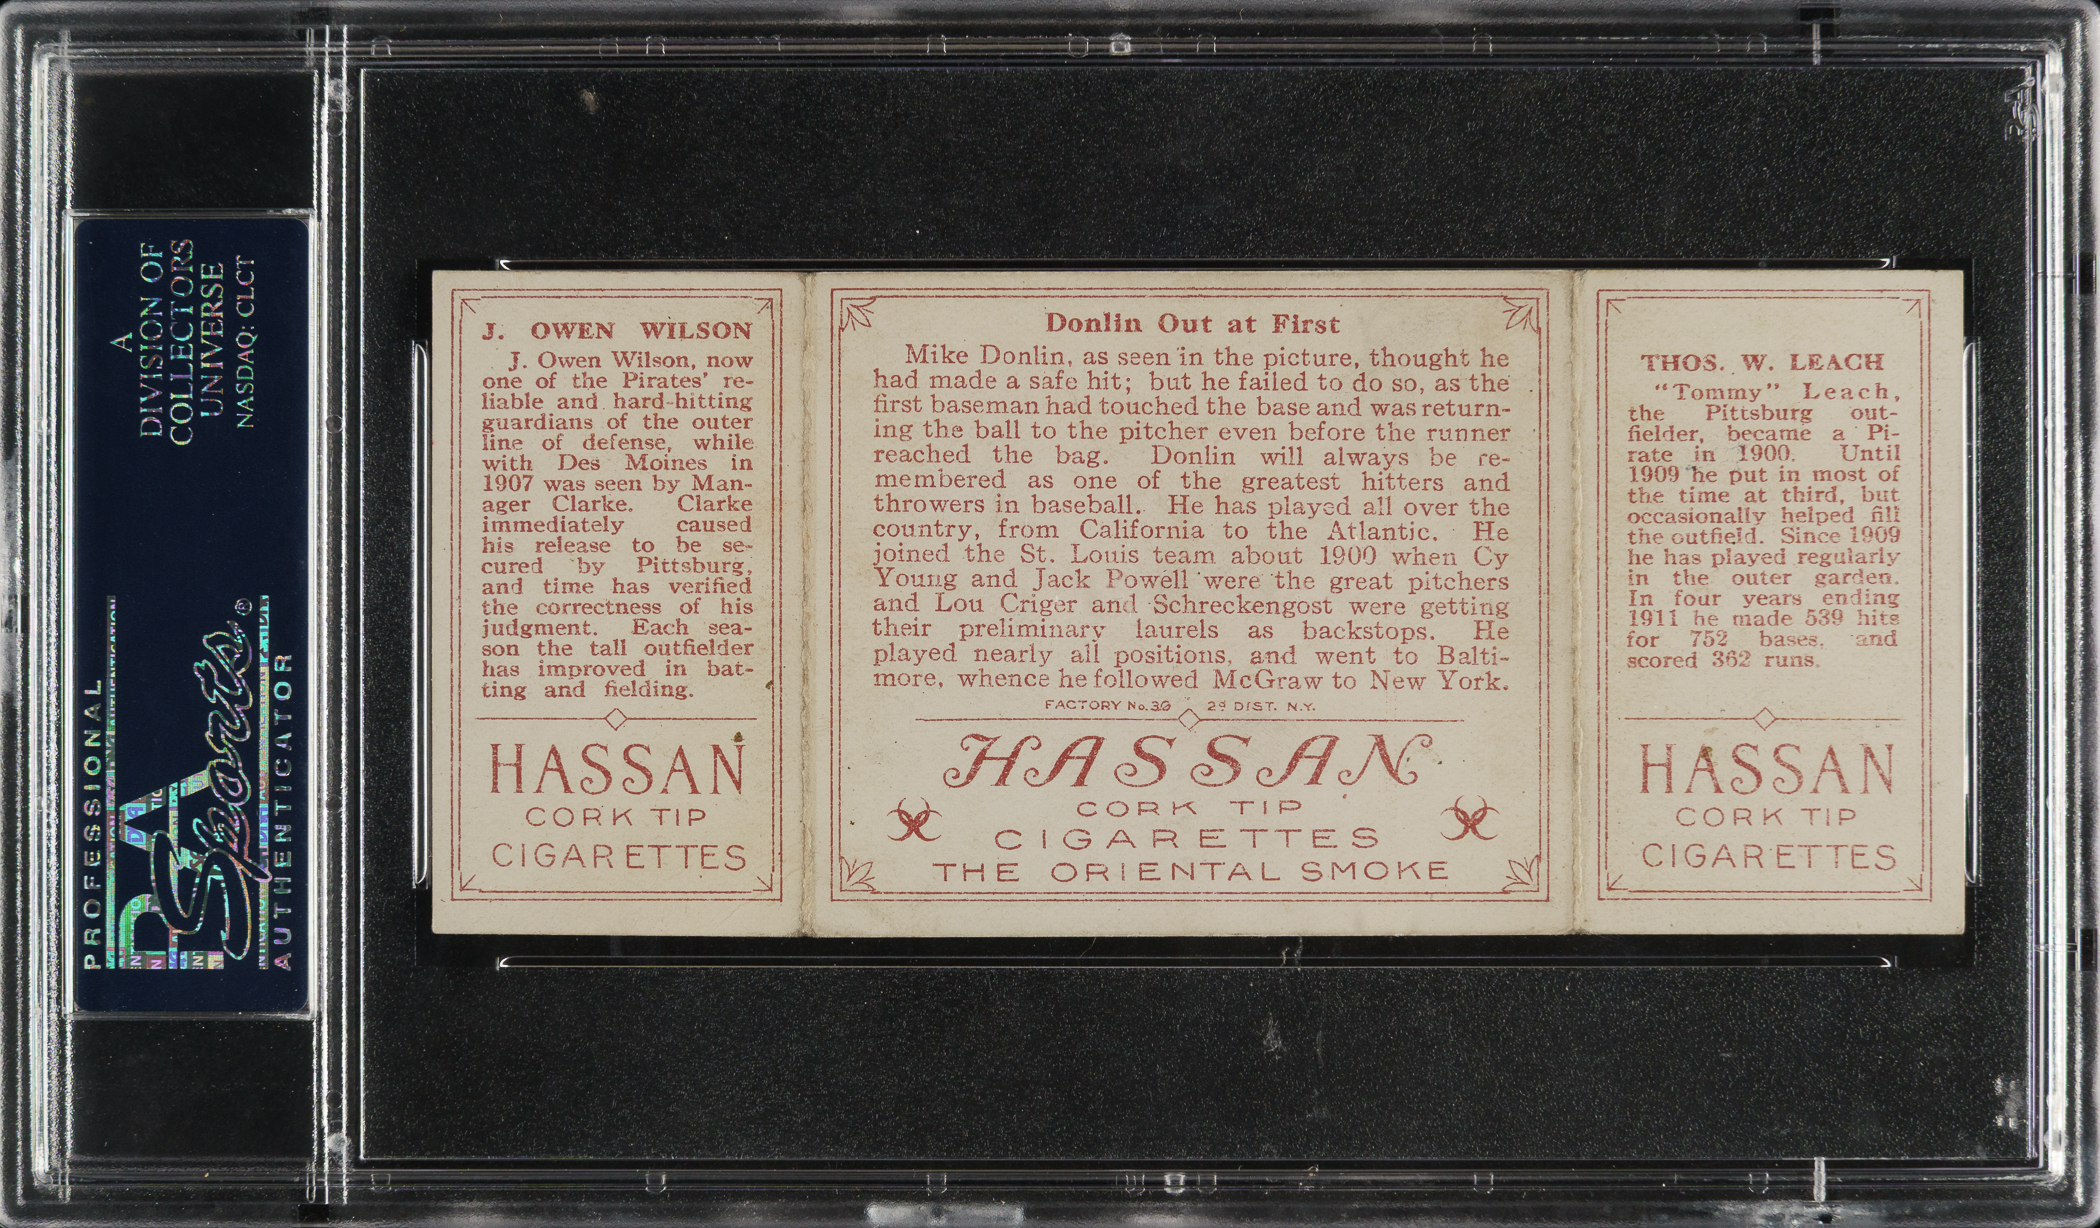 A
DIVISION OF
COLLECTORS
UNIVERSE
NASDAQ: CLCT
PROFESSIONAL
PSA
Sports®
AUTHENTICATOR
J. OWEN WILSON
J. Owen Wilson, now
one of the Pirates' re-
liable and hard-hitting
guardians of the outer
line of defense, while
with Des Moines in
1907 was seen by Man-
ager Clarke. Clarke
immediately caused
his release to be se-
cured by Pittsburg,
and time has verified
the correctness of his
judgment. Each sea-
son the tall outfielder
has improved in bat-
ting and fielding.
HASSAN
CORK TIP
CIGARETTES
Donlin Out at First
Mike Donlin, as seen in the picture, thought he
had made a safe hit; but he failed to do so, as the
first baseman had touched the base and was return-
ing the ball to the pitcher even before the runner
reached the bag. Donlin will always be re-
membered as one of the greatest hitters and
throwers in baseball. He has played all over the
country, from California to the Atlantic. He
joined the St. Louis team about 1900 when Cy
Young and Jack Powell were the great pitchers
and Lou Criger and Schreckengost were getting
their preliminary laurels as backstops. He
played nearly all positions, and went to Balti-
more, whence he followed McGraw to New York.
FACTORY No. 30 2d DIST. N.Y.
HASSAN
CORK TIP
CIGARETTES
THE ORIENTAL SMOKE
THOS. W. LEACH
"Tommy" Leach,
the Pittsburg out-
fielder, became a Pi-
rate in 1900. Until
1909 he put in most of
the time at third, but
occasionally helped fill
the outfield. Since 1909
he has played regularly
in the outer garden.
In four years ending
1911 he made 539 hits
for 752 bases, and
scored 362 runs.
HASSAN
CORK TIP
CIGARETTES